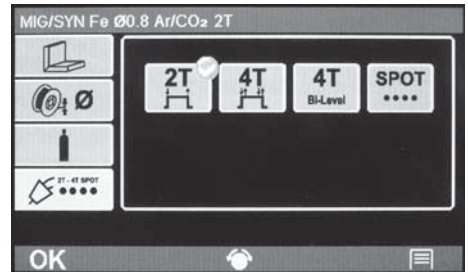 MIG/SYN Fe Ø0.8 Ar/CO₂ 2T
2T 4T 4T SPOT
Bi-Level
Ø
2T - 4T SPOT
OK